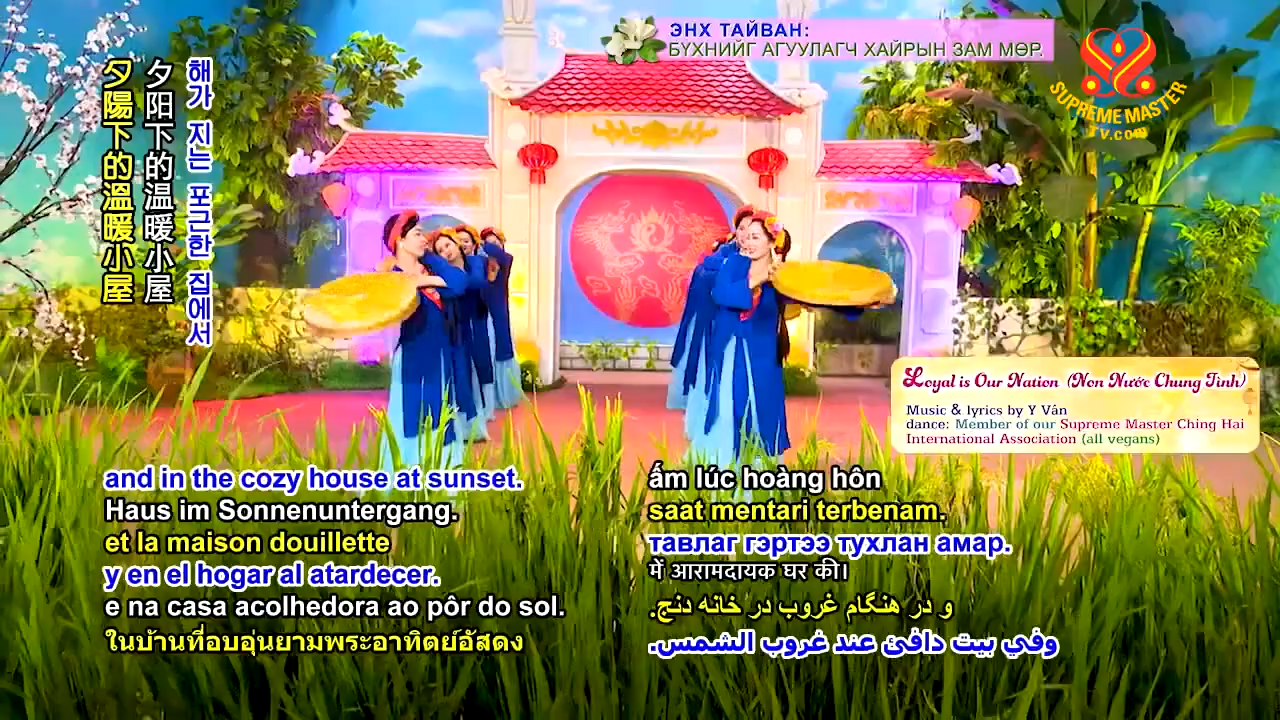 ЭНХ ТАЙВАН:
БҮХНИЙГ АГУУЛАГЧ ХАЙРЫН ЗАМ МӨР.
SUPREME MASTER
TV.com
夕陽下的溫暖小屋
夕阳下的温暖小屋
해가 지는 포근한 집에서
Loyal is Our Nation (Non Nước Chung Tình)
Music & lyrics by Y Vân
dance: Member of our Supreme Master Ching Hai
International Association (all vegans)
and in the cozy house at sunset.
Haus im Sonnenuntergang.
et la maison douillette
y en el hogar al atardecer.
e na casa acolhedora ao pôr do sol.
ในบ้านที่อบอุ่นยามพระอาทิตย์อัสดง
ấm lúc hoàng hôn
saat mentari terbenam.
тавлаг гэртээ тухлан амар.
में आरामदायक घर की।
و در هنگام غروب در خانه دنج.
وفي بيت دافئ عند غروب الشمس.